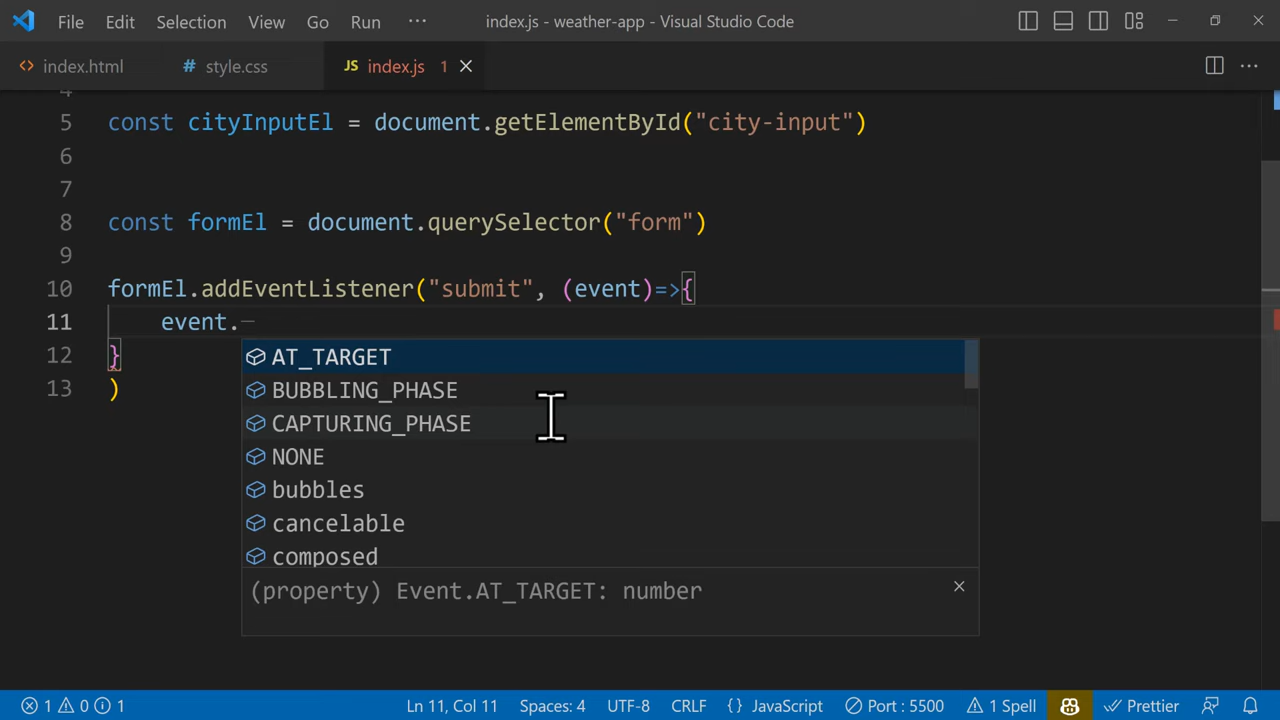 File Edit Selection View Go Run ··· index.js - weather-app - Visual Studio Code
<> index.html # style.css JS index.js 1
4
5 const cityInputEl = document.getElementById("city-input")
6
7
8 const formEl = document.querySelector("form")
9
10 formEl.addEventListener("submit", (event)=>{
11 event.
AT_TARGET
BUBBLING_PHASE
CAPTURING_PHASE
NONE
bubbles
cancelable
composed
(property) Event.AT_TARGET: number
12 }
13 )
1 0 1 Ln 11, Col 11 Spaces: 4 UTF-8 CRLF {} JavaScript Port : 5500 1 Spell Prettier